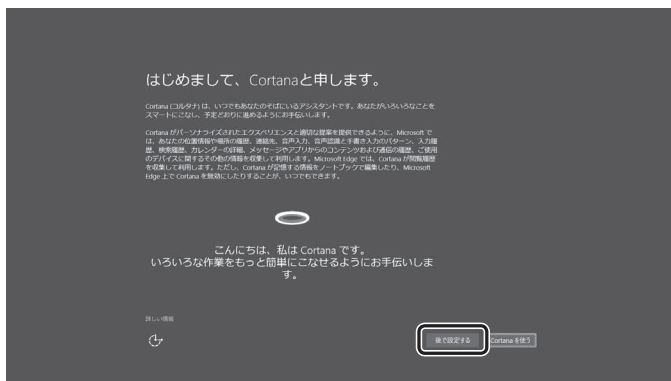 はじめまして、Cortanaと申します。
Cortana (コルタナ) は、いつでもあなたのそばにいるアシスタントです。あなたがいろいろなことを
スマートにこなし、予定どおりに進めるようにお手伝いします。
Cortana がパーソナライズされたエクスペリエンスと適切な提案を提供できるように、Microsoft で
は、あなたの位置情報や場所の履歴、連絡先、音声入力、音声認識と手書き入力のパターン、入力履
歴、検索履歴、カレンダーの詳細、メッセージやアプリからのコンテンツおよび通信の履歴、ご使用
のデバイスに関するその他の情報を収集して利用します。Microsoft Edge では、Cortana が閲覧履歴
を収集して利用します。ただし、Cortana が記憶する情報をノートブックで編集したり、Microsoft
Edge 上で Cortana を無効にしたりすることが、いつでもできます。
こんにちは、私は Cortana です。
いろいろな作業をもっと簡単にこなせるようにお手伝いしま
す。
詳しい情報
後で設定する
Cortana を使う